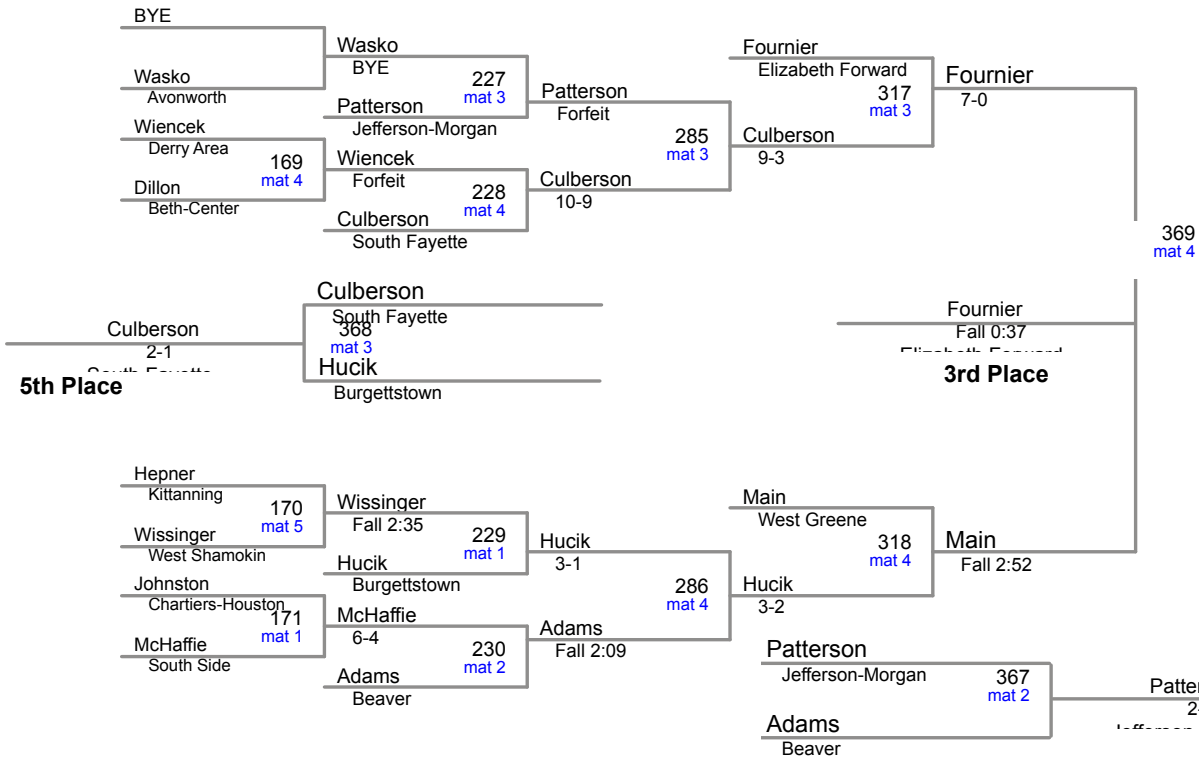 BYE
Wasko
Avonworth
Wiencek
Derry Area
169
mat 4
Dillon
Beth-Center
Wasko
BYE
227
mat 3
Patterson
Jefferson-Morgan
Wiencek
Forfeit
228
mat 4
Culberson
South Fayette
Patterson
Forfeit
285
mat 3
Culberson
10-9
Fournier
Elizabeth Forward
317
mat 3
Culberson
9-3
Fournier
7-0
369
mat 4
Culberson
South Fayette
368
mat 3
Hucik
Burgettstown
Culberson
2-1
South Fayette
5th Place
Fournier
Fall 0:37
Elizabeth Forward
3rd Place
Hepner
Kittanning
170
mat 5
Wissinger
West Shamokin
Johnston
Chartiers-Houston
171
mat 1
McHaffie
South Side
Wissinger
Fall 2:35
229
mat 1
Hucik
Burgettstown
McHaffie
6-4
230
mat 2
Adams
Beaver
Hucik
3-1
286
mat 4
Adams
Fall 2:09
Main
West Greene
318
mat 4
Hucik
3-2
Main
Fall 2:52
Patterson
Jefferson-Morgan
367
mat 2
Adams
Beaver